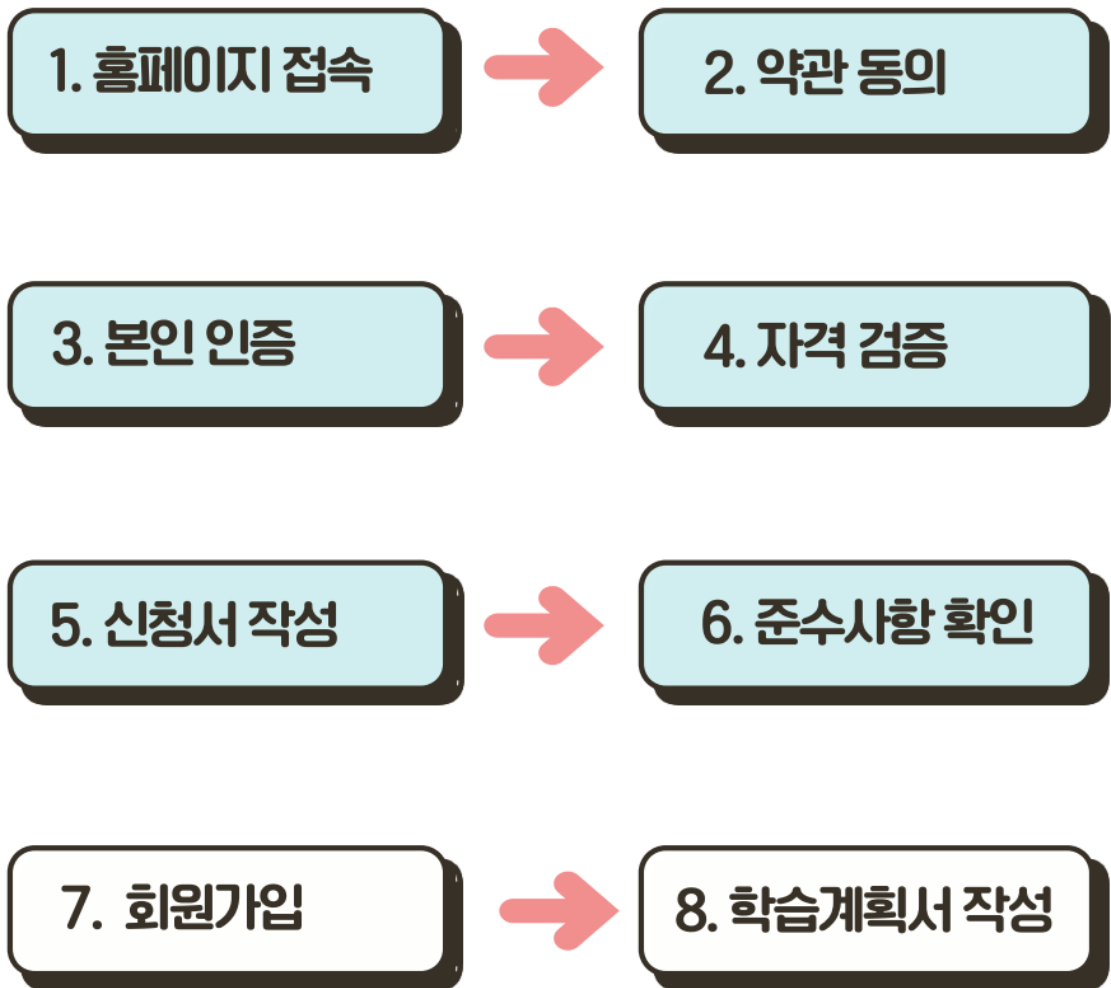 1. 홈페이지 접속
2. 약관 동의
3. 본인 인증
4. 자격 검증
5. 신청서 작성
6. 준수사항 확인
7. 회원가입
8. 학습계획서 작성